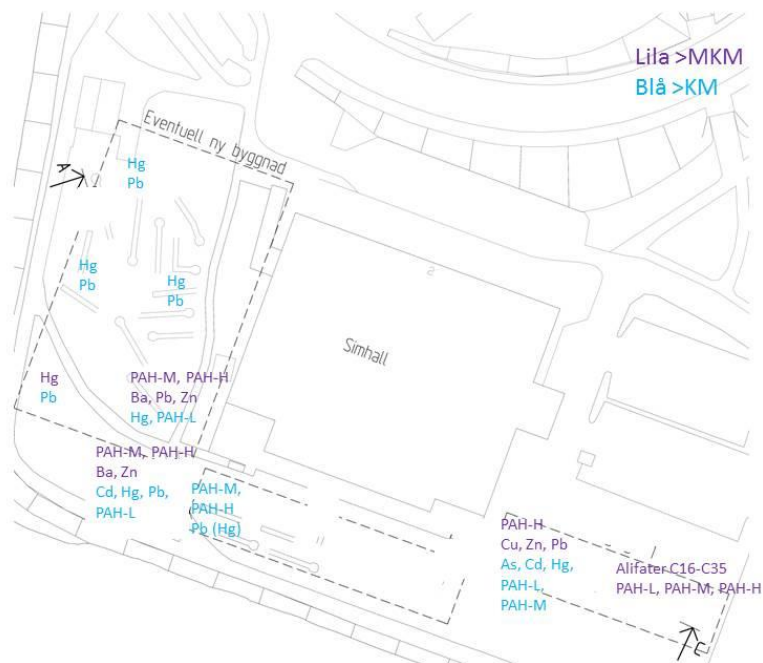 Lila >MKM
Blå >KM
Eventuell ny byggnad
A
Hg
Pb
Hg
Pb
Hg
Pb
Simhall
Hg
Pb
PAH-M, PAH-H
Ba, Pb, Zn
Hg, PAH-L
PAH-M, PAH-H
Ba, Zn
Cd, Hg, Pb,
PAH-L
PAH-M,
PAH-H
Pb (Hg)
PAH-H
Cu, Zn, Pb
As, Cd, Hg,
PAH-L,
PAH-M
Alifater C16-C35
PAH-L, PAH-M, PAH-H